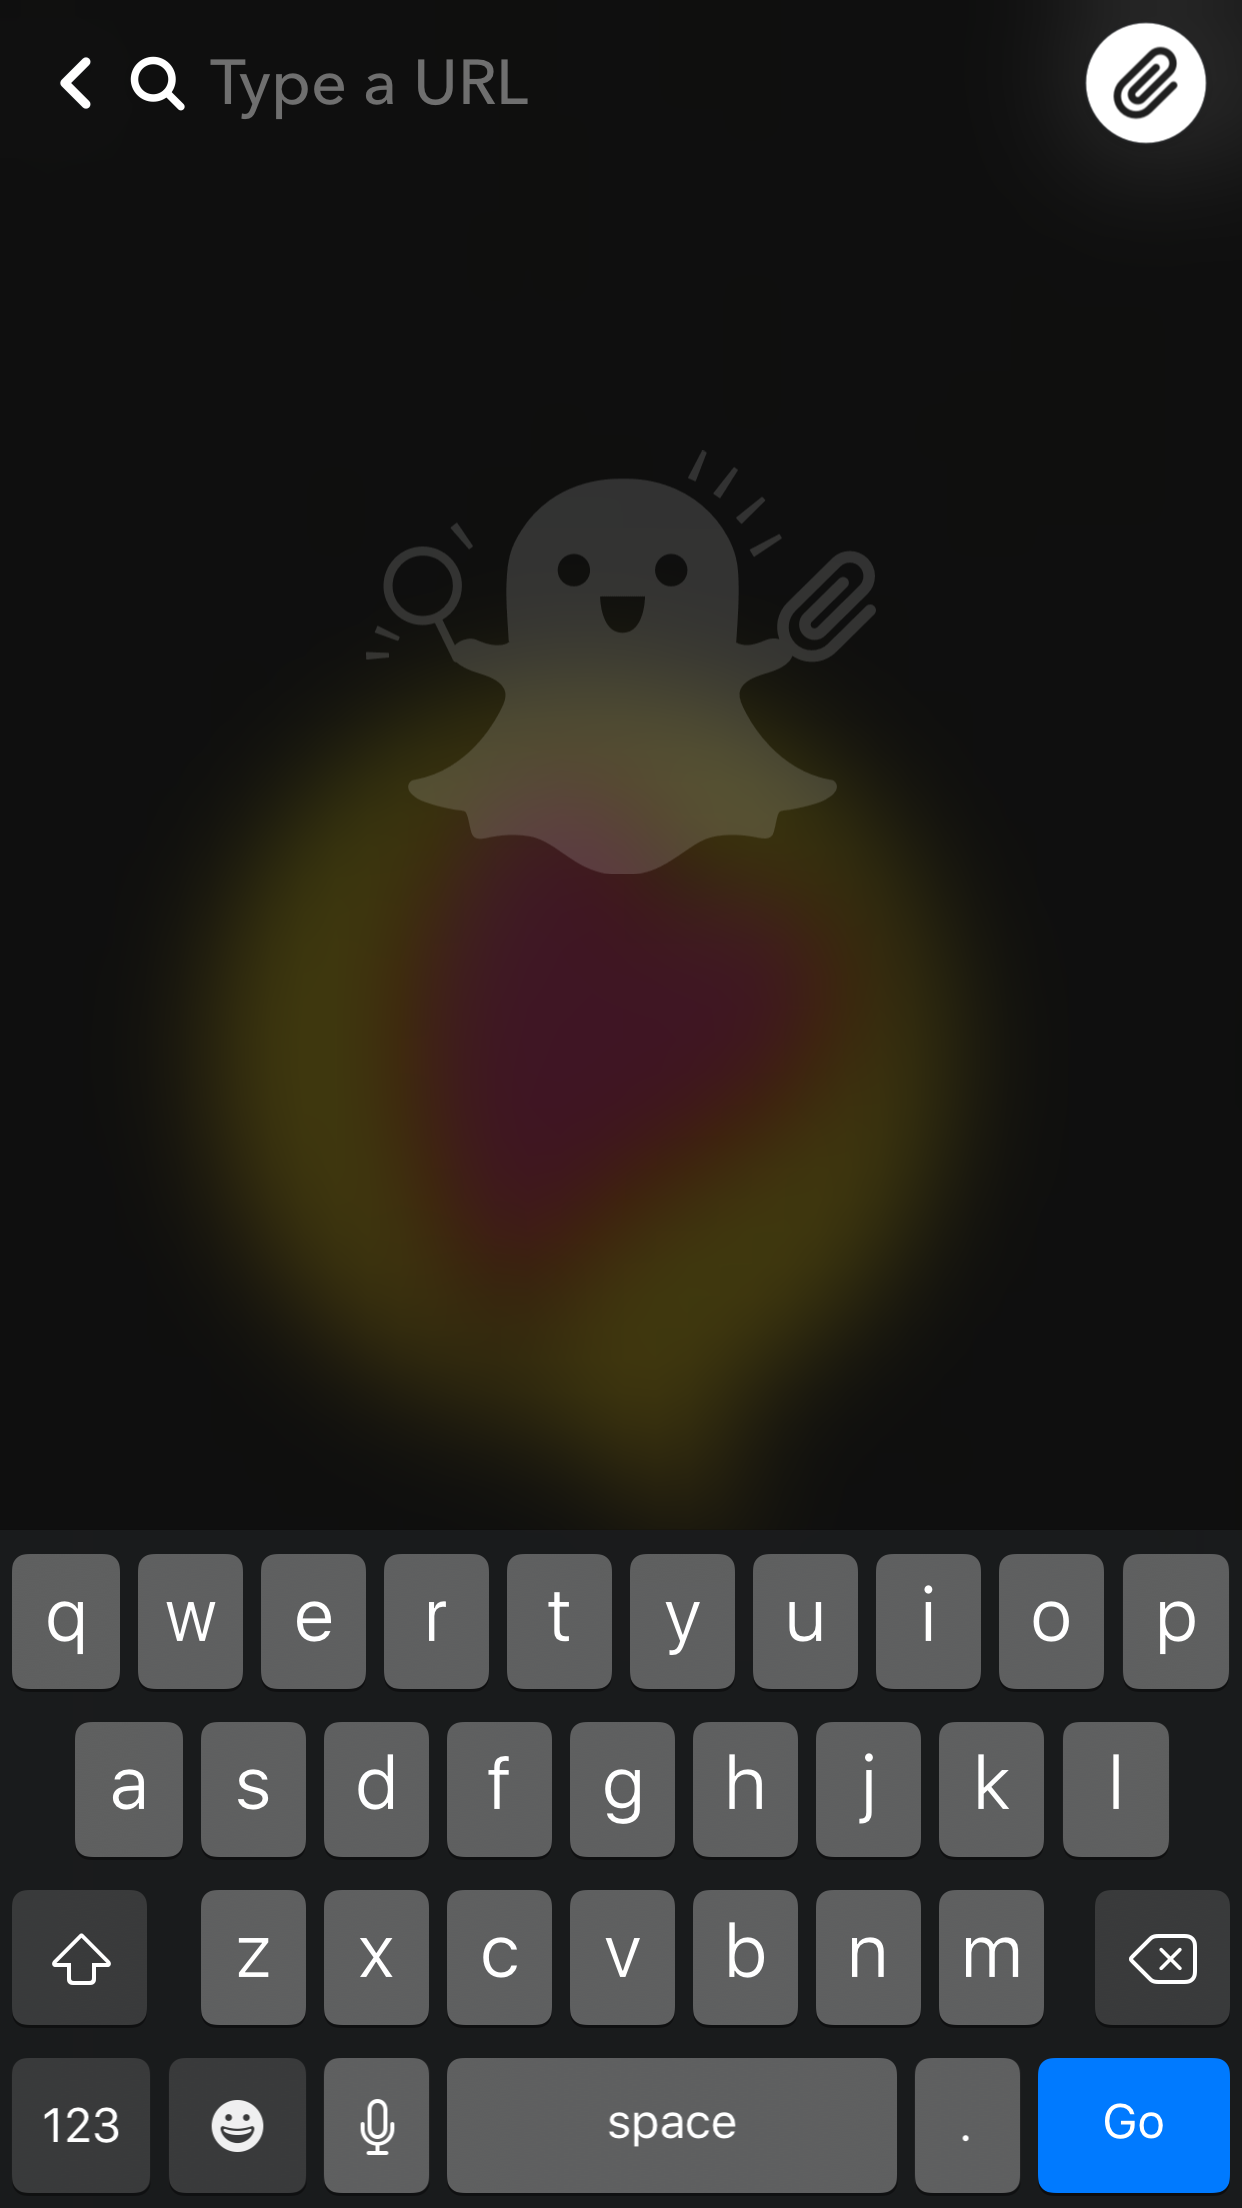 Type a URL
q w e r t y u i o p
a s d f g h j k l
z x c v b n m
123 space . Go